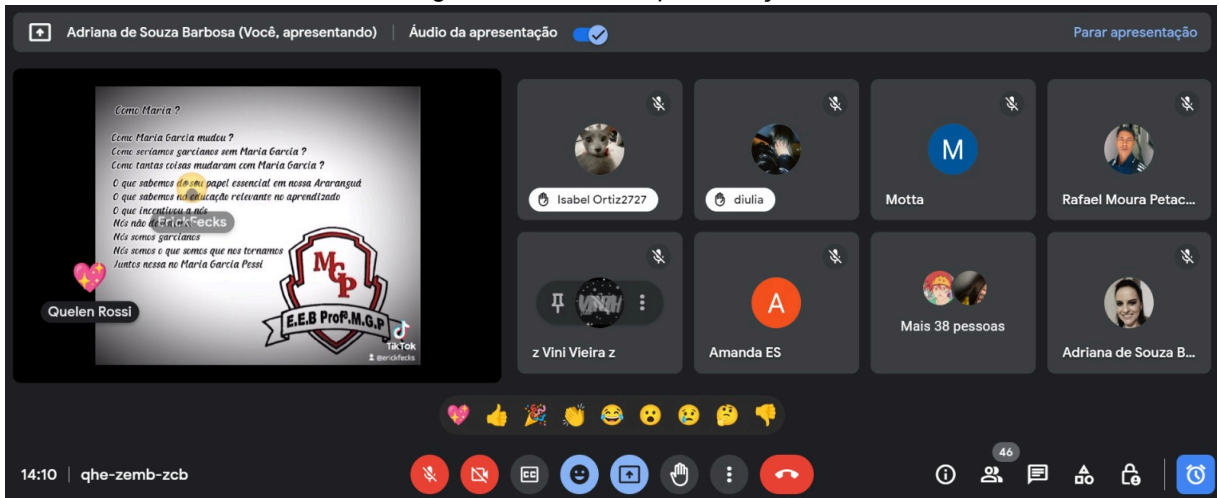 Adriana de Souza Barbosa (Você, apresentando)
Áudio da apresentação
Parar apresentação
Como Maria ?
Como Maria Garcia mudou ?
Como seríamos garcianos sem Maria Garcia ?
Como tantas coisas mudaram com Maria Garcia ?
O que sabemos do seu papel essencial em nossa Araranguá
O que sabemos na educação relevante no aprendizado
O que incentivou a nós
Nós não
ErickFecks
Nós somos garcianos
Nós somos o que somos que nos tornamos
Juntos nessa no Maria Garcia Pessi
Quelen Rossi
MGP
E.E.B Profª.M.G.P
TikTok
@erickfecks
Isabel Ortiz2727
diulia
M
Motta
Rafael Moura Petac...
z Vini Vieira z
A
Amanda ES
Mais 38 pessoas
Adriana de Souza B...
14:10 | qhe-zemb-zcb
CC
46